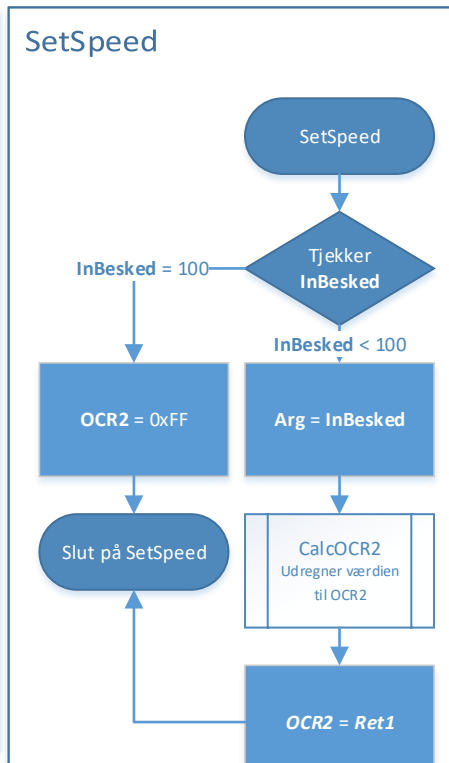 SetSpeed
SetSpeed
Tjekker
InBesked
InBesked = 100
InBesked < 100
OCR2 = 0xFF
Arg = InBesked
Slut på SetSpeed
CalcOCR2
Udregner værdien
til OCR2
OCR2 = Ret1